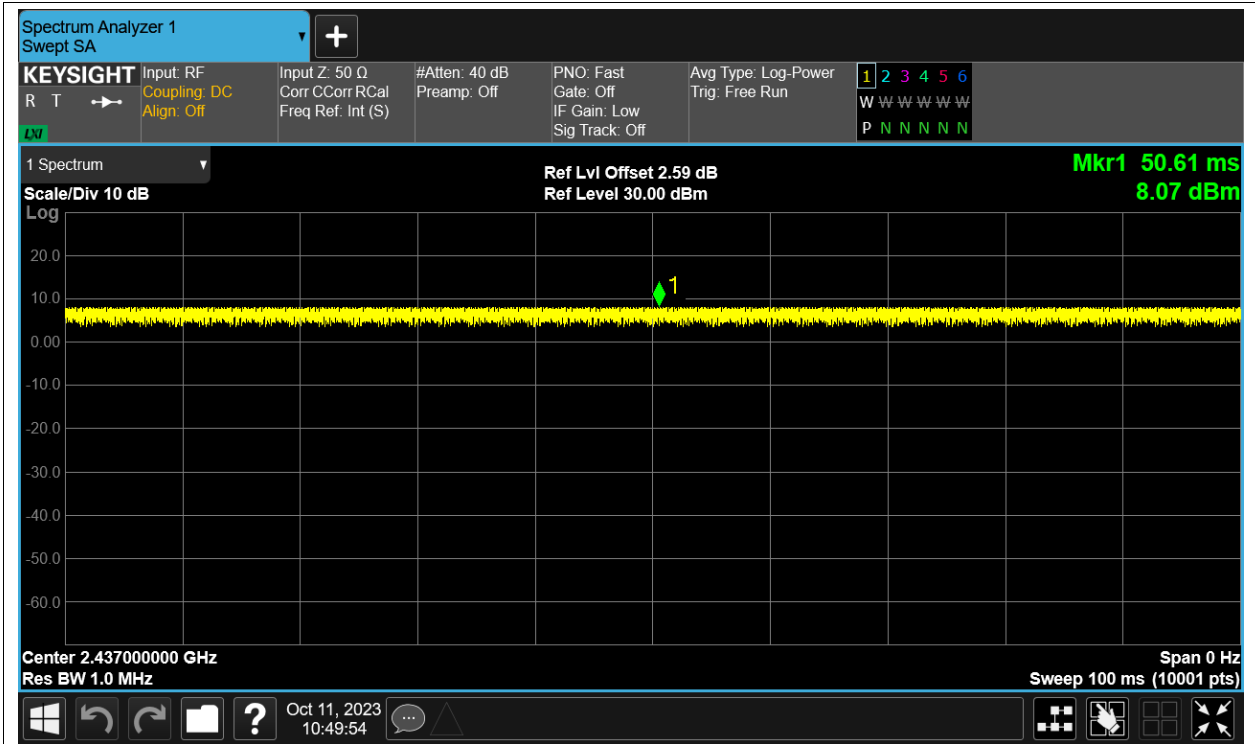 Spectrum Analyzer 1
Swept SA
KEYSIGHT
R T
LXI
Input: RF
Coupling: DC
Align: Off
Input Z: 50 Ω
Corr CCorr RCal
Freq Ref: Int (S)
#Atten: 40 dB
Preamp: Off
PNO: Fast
Gate: Off
IF Gain: Low
Sig Track: Off
Avg Type: Log-Power
Trig: Free Run
1 2 3 4 5 6
W W W W W W
P N N N N N
1 Spectrum
Scale/Div 10 dB
Ref Lvl Offset 2.59 dB
Ref Level 30.00 dBm
Mkr1 50.61 ms
8.07 dBm
Log
20.0
10.0
0.00
-10.0
-20.0
-30.0
-40.0
-50.0
-60.0
1
Center 2.437000000 GHz
Res BW 1.0 MHz
Span 0 Hz
Sweep 100 ms (10001 pts)
?
Oct 11, 2023
10:49:54